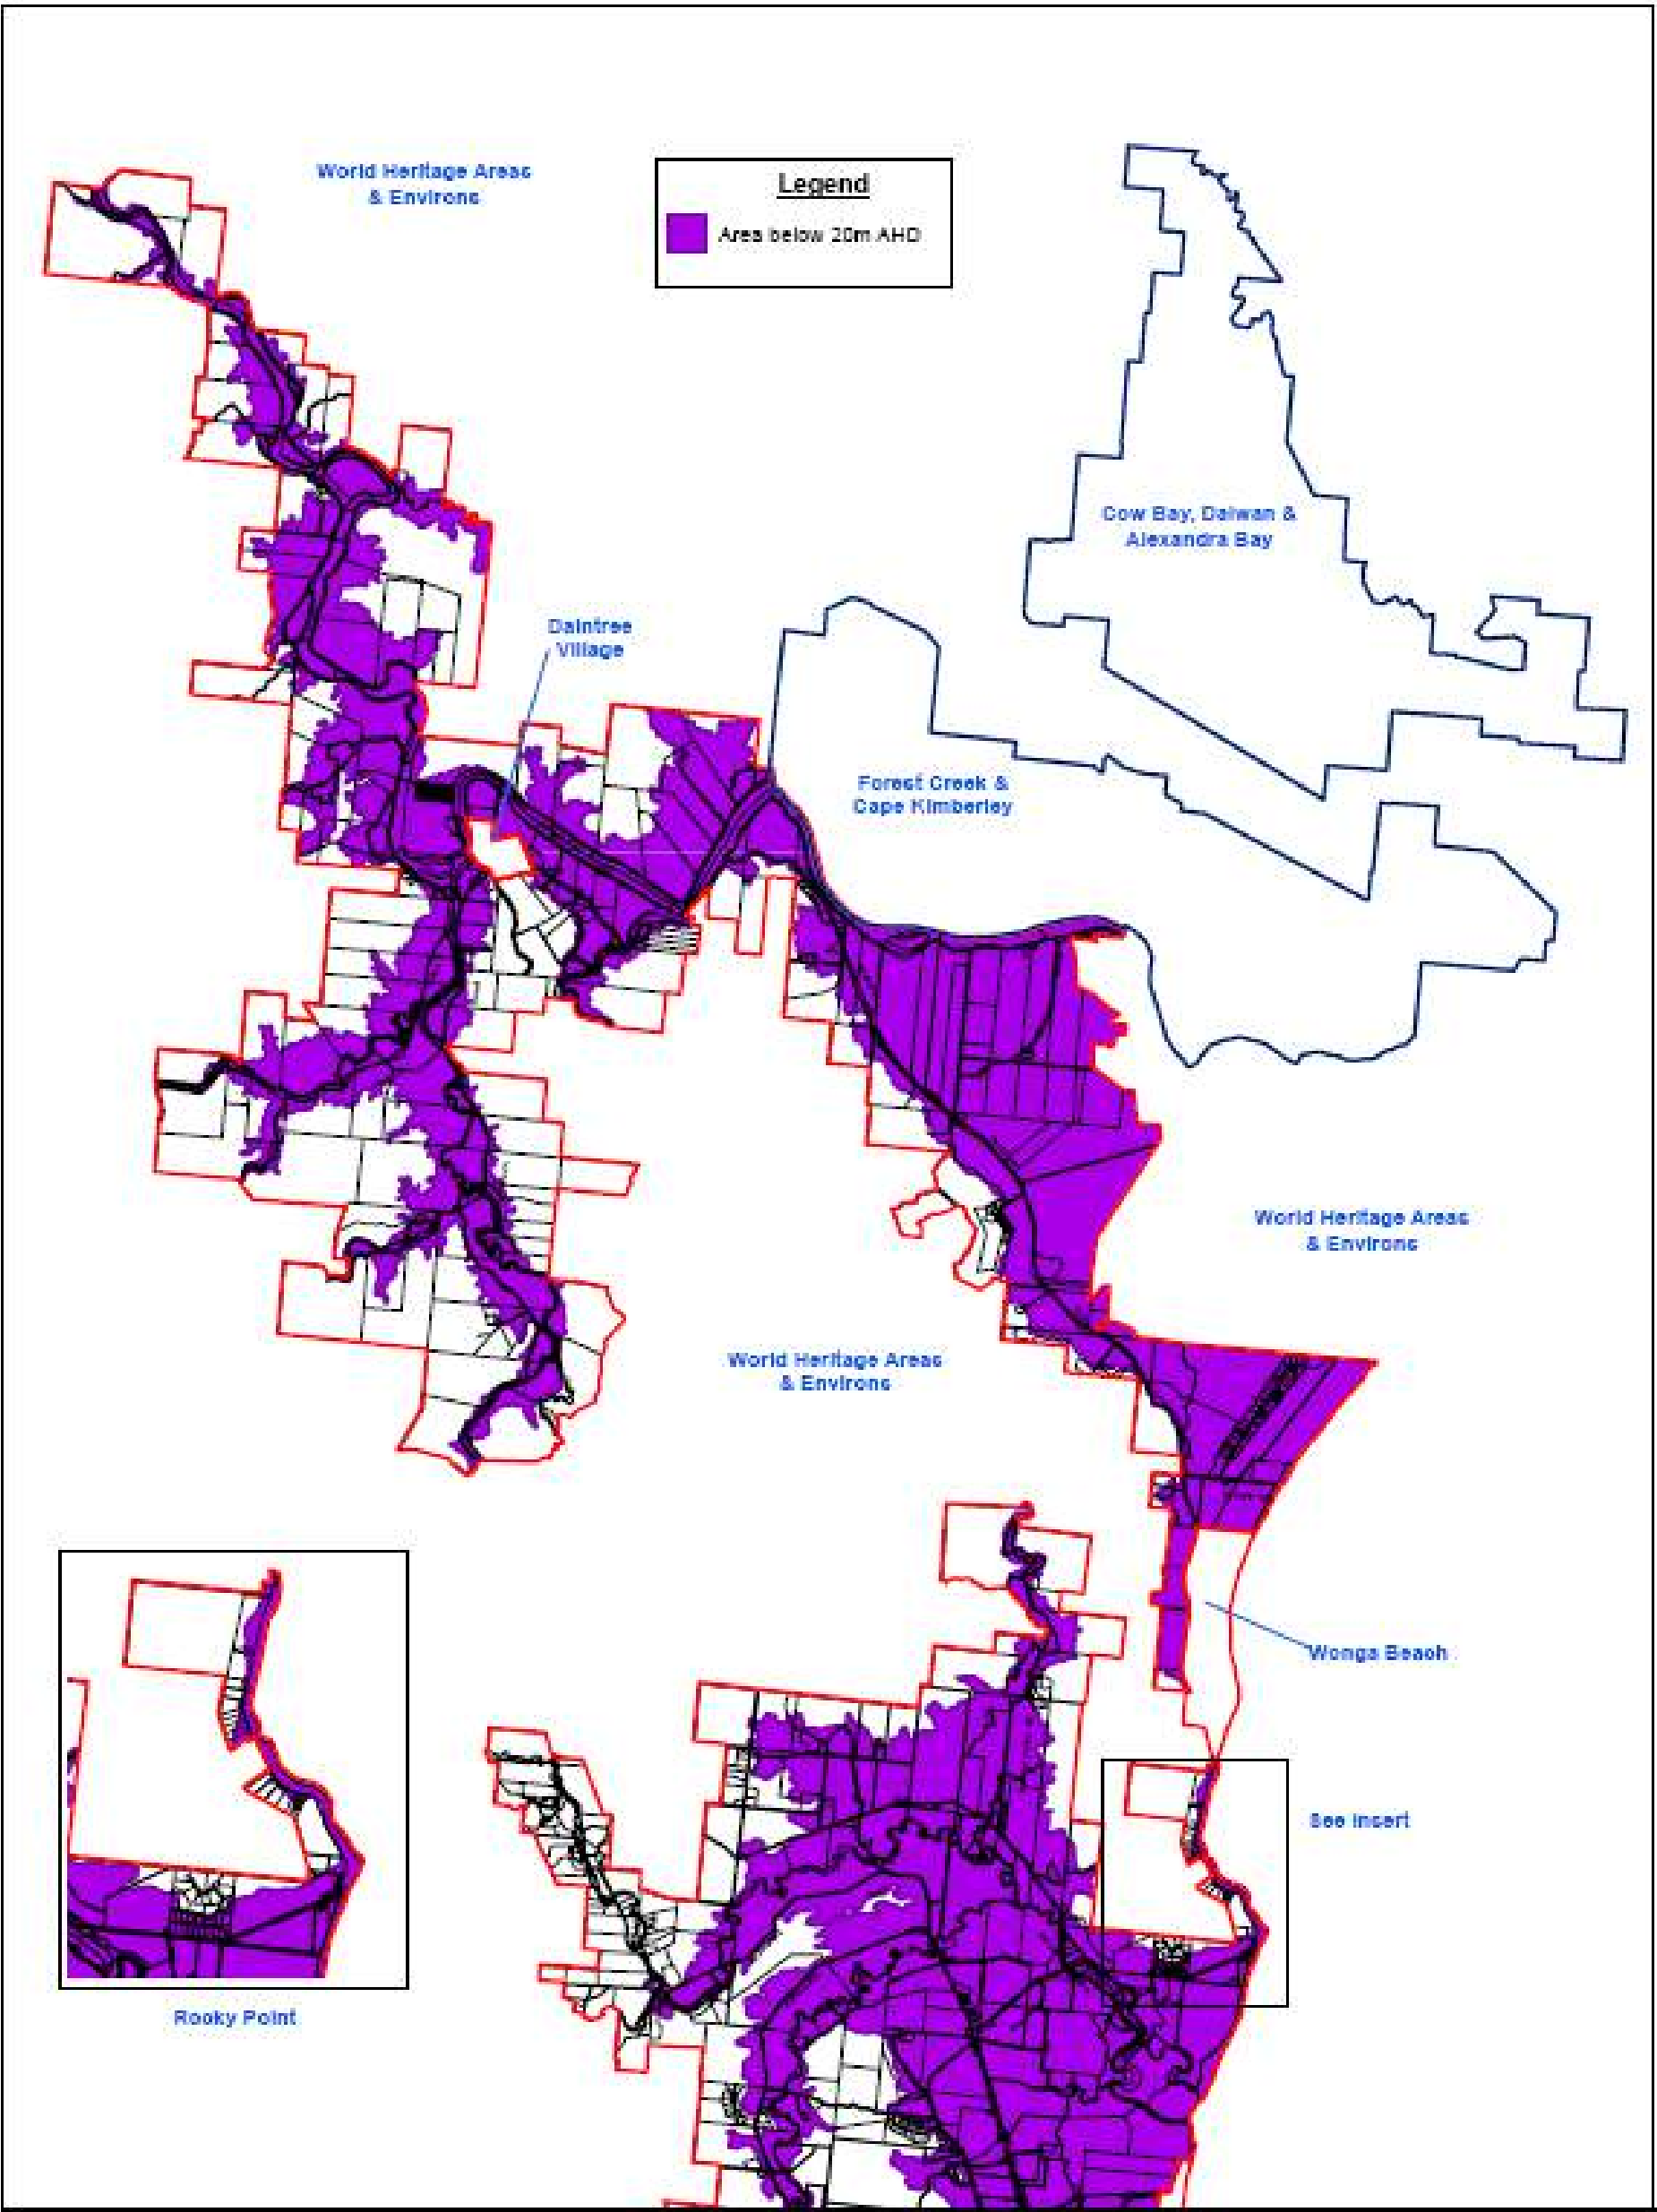 World Heritage Areas
& Environs
Legend
Area below 20m AHD
Cow Bay, Daiwan &
Alexandra Bay
Daintree
Village
Forest Creek &
Cape Kimberley
World Heritage Areas
& Environs
World Heritage Areas
& Environs
Wonga Beach
See Insert
Rocky Point